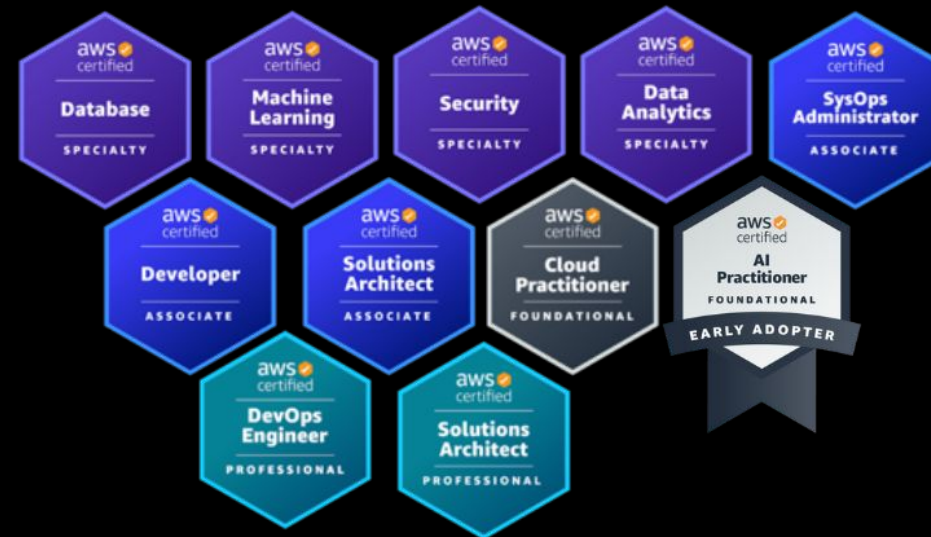 aws
certified
Database
SPECIALTY
aws
certified
Machine
Learning
SPECIALTY
aws
certified
Security
SPECIALTY
aws
certified
Data
Analytics
SPECIALTY
aws
certified
SysOps
Administrator
ASSOCIATE
aws
certified
Developer
ASSOCIATE
aws
certified
Solutions
Architect
ASSOCIATE
aws
certified
Cloud
Practitioner
FOUNDATIONAL
aws
certified
AI
Practitioner
FOUNDATIONAL
EARLY ADOPTER
aws
certified
DevOps
Engineer
PROFESSIONAL
aws
certified
Solutions
Architect
PROFESSIONAL